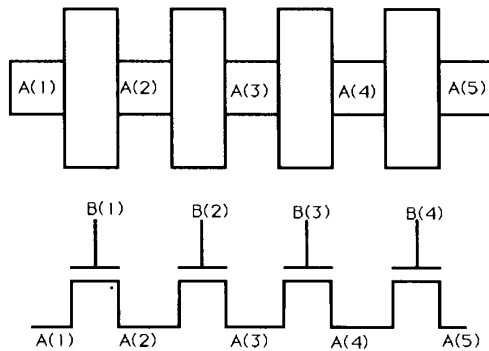 A(1) A(2) A(3) A(4) A(5)
B(1) B(2) B(3) B(4)
A(1) A(2) A(3) A(4) A(5)